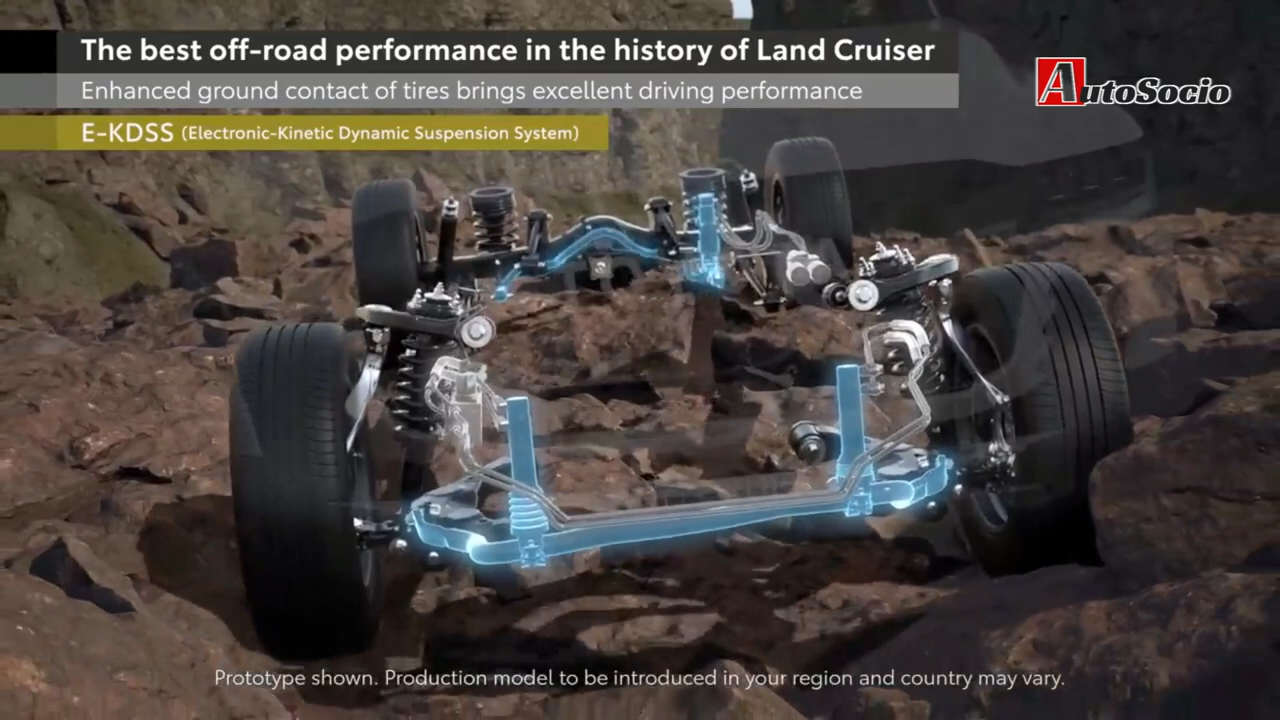 The best off-road performance in the history of Land Cruiser
AutoSocio
Enhanced ground contact of tires brings excellent driving performance
E-KDSS (Electronic-Kinetic Dynamic Suspension System)
Prototype shown. Production model to be introduced in your region and country may vary.